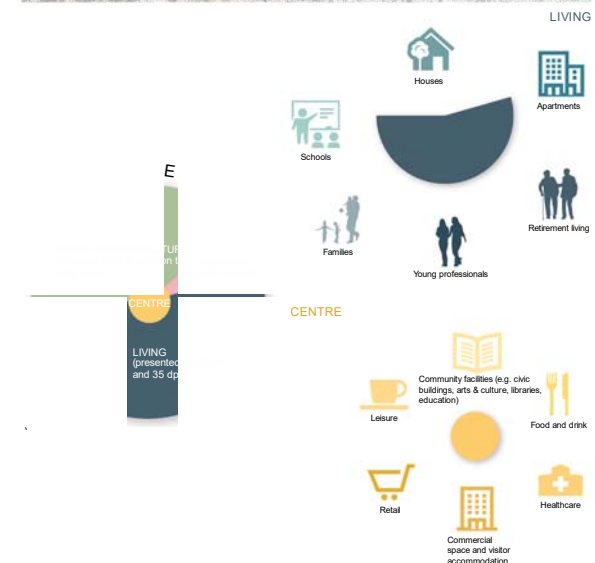 LIVING
Houses
Apartments
Schools
E
Retirement living
Families
Young professionals
CENTRE
LIVING
(presented
and 35 dp
CENTRE
Community facilities (e.g. civic
buildings, arts & culture, libraries,
education)
Leisure
Food and drink
Retail
Healthcare
Commercial
space and visitor
accommodation